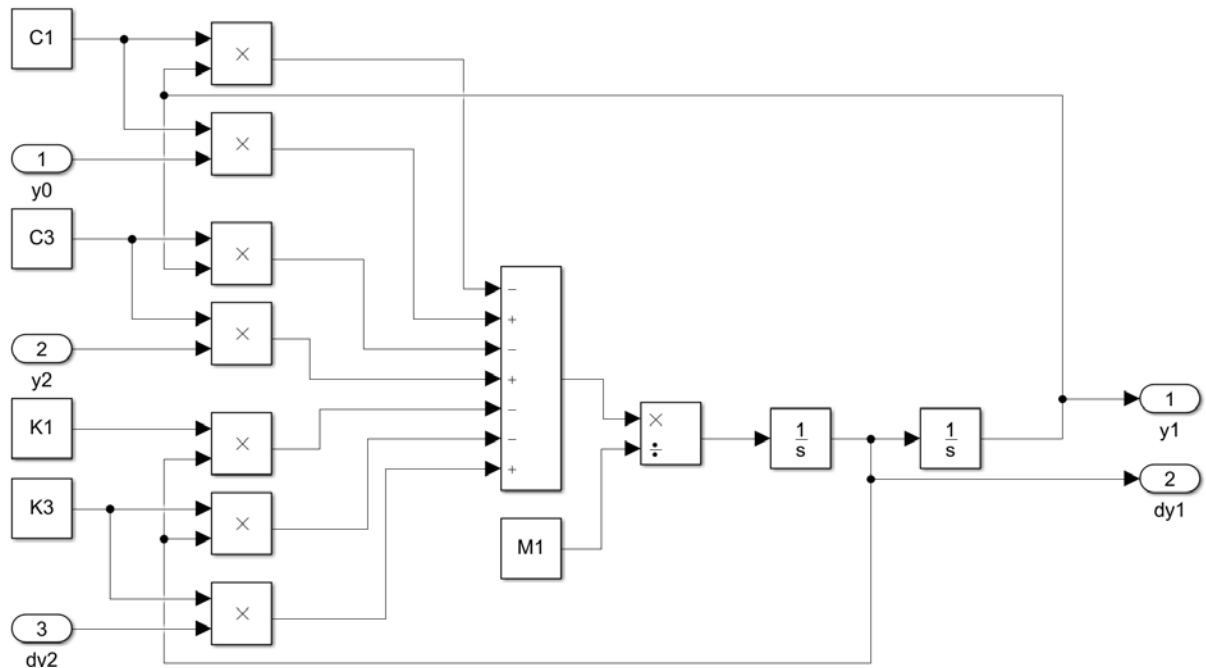 C1
×
×
1
y0
C3
×
×
2
y2
K1
×
K3
×
×
3
dy2
−
+
−
+
−
−
+
M1
×
÷
1
s
1
s
1
y1
2
dy1